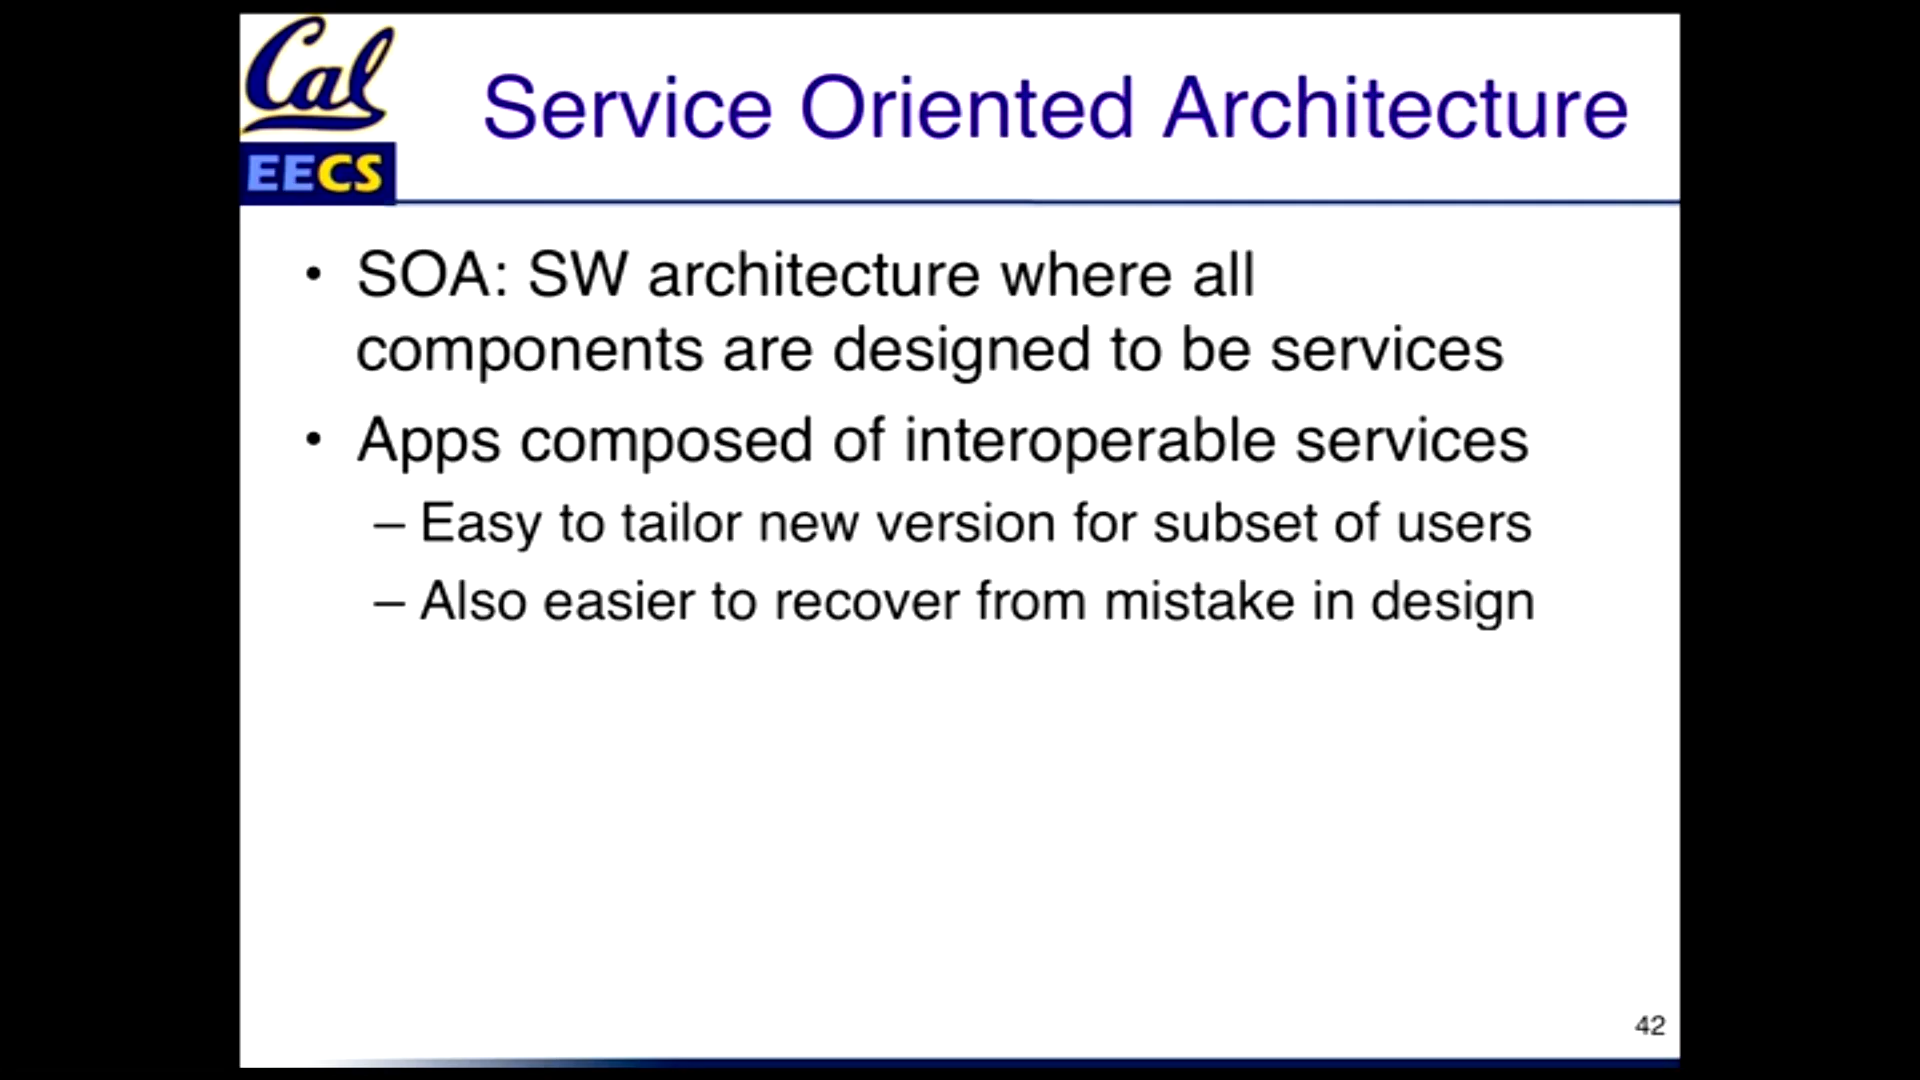 Cal
EECS
Service Oriented Architecture
• SOA: SW architecture where all
components are designed to be services
• Apps composed of interoperable services
– Easy to tailor new version for subset of users
– Also easier to recover from mistake in design
42